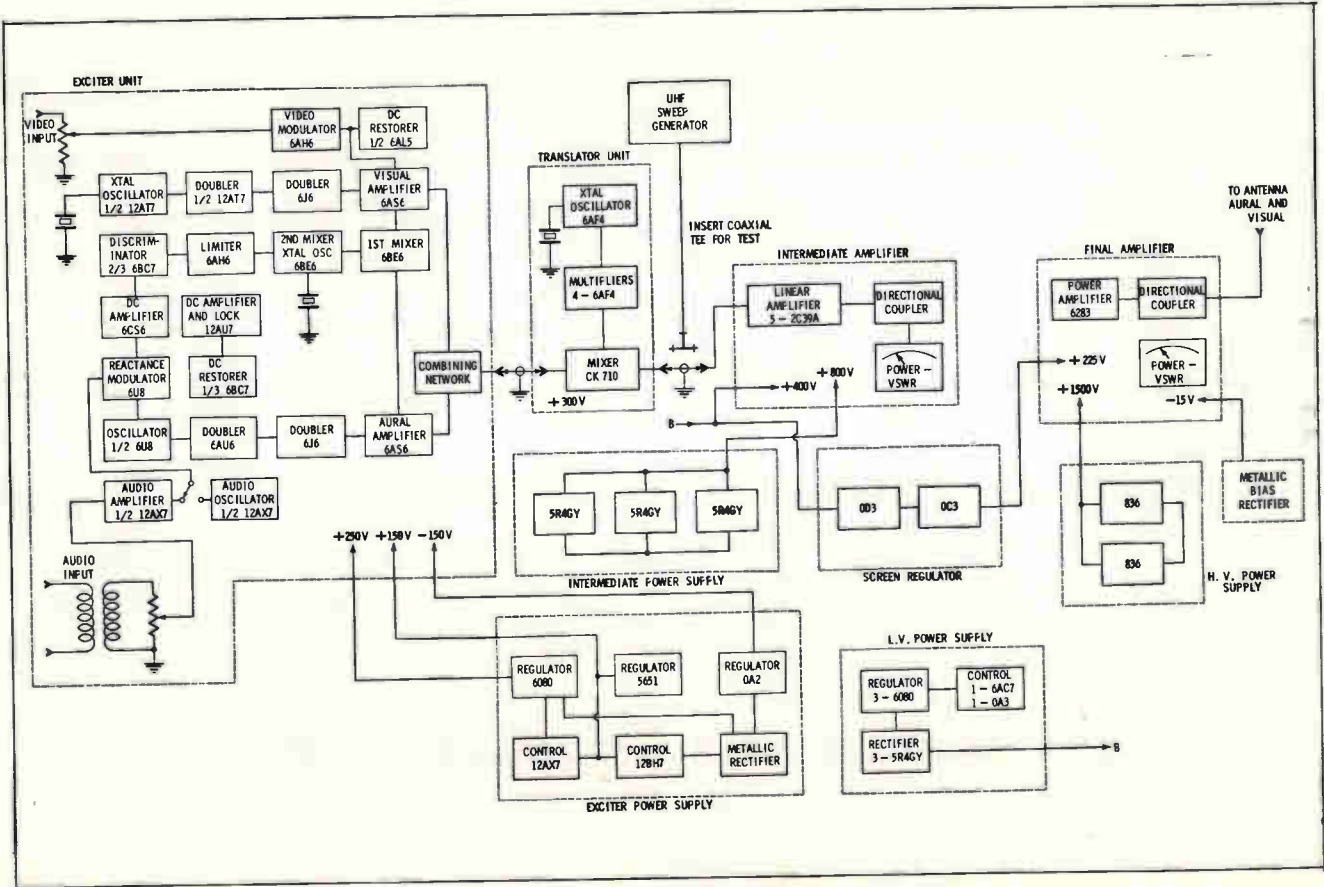 EXCITER UNIT
VIDEO
INPUT
VIDEO
MODULATOR
6AH6
DC
RESTORER
1/2 6AL5
XTAL
OSCILLATOR
1/2 12AT7
DOUBLER
1/2 12AT7
DOUBLER
6J6
VISUAL
AMPLIFIER
6AS6
DISCRIM-
INATOR
2/3 6BC7
LIMITER
6AH6
2ND MIXER
XTAL OSC
6BE6
1ST MIXER
6BE6
DC
AMPLIFIER
6CS6
DC AMPLIFIER
AND LOCK
12AU7
REACTANCE
MODULATOR
6U8
DC
RESTORER
1/3 6BC7
COMBINING
NETWORK
OSCILLATOR
1/2 6U8
DOUBLER
6AU6
DOUBLER
6J6
AURAL
AMPLIFIER
6AS6
AUDIO
AMPLIFIER
1/2 12AX7
AUDIO
OSCILLATOR
1/2 12AX7
AUDIO
INPUT
+250V +150V -150V
TRANSLATOR UNIT
XTAL
OSCILLATOR
6AF4
MULTIFLIERS
4 - 6AF4
MIXER
CK 710
+300V
UHF
SWEEP
GENERATOR
INSERT COAXIAL
TEE FOR TEST
INTERMEDIATE AMPLIFIER
LINEAR
AMPLIFIER
5 - 2C39A
DIRECTIONAL
COUPLER
POWER -
VSWR
+400V
+800V
B
TO ANTENNA
AURAL AND
VISUAL
FINAL AMPLIFIER
POWER
AMPLIFIER
6283
DIRECTIONAL
COUPLER
+225V
POWER -
VSWR
+1500V
-15V
5R4GY
5R4GY
5R4GY
INTERMEDIATE POWER SUPPLY
OD3
OC3
SCREEN REGULATOR
836
836
H. V. POWER
SUPPLY
METALLIC
BIAS
RECTIFIER
REGULATOR
6080
REGULATOR
5651
REGULATOR
0A2
CONTROL
12AX7
CONTROL
12BH7
METALLIC
RECTIFIER
EXCITER POWER SUPPLY
L.V. POWER SUPPLY
REGULATOR
3 - 6080
CONTROL
1 - 6AC7
1 - 0A3
RECTIFIER
3 - 5R4GY
B